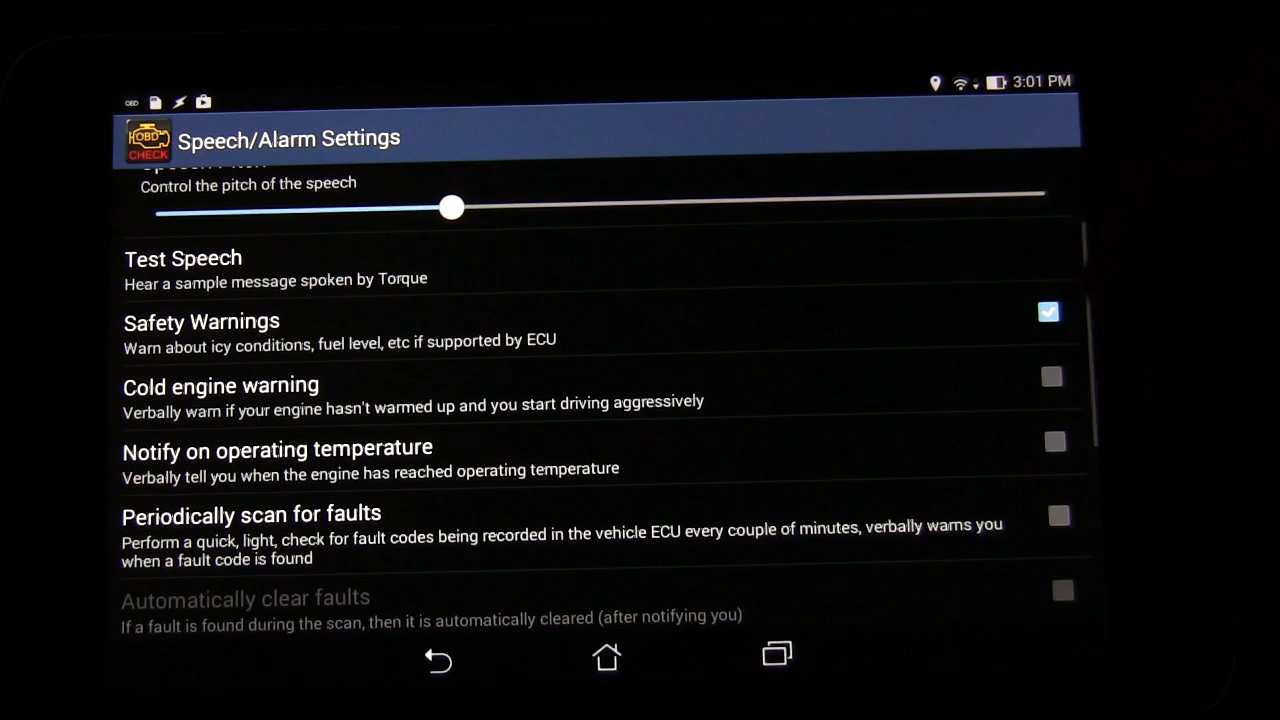 OBD
3:01 PM
OBD
CHECK
Speech/Alarm Settings
Control the pitch of the speech
Test Speech
Hear a sample message spoken by Torque
Safety Warnings
Warn about icy conditions, fuel level, etc if supported by ECU
Cold engine warning
Verbally warn if your engine hasn't warmed up and you start driving aggressively
Notify on operating temperature
Verbally tell you when the engine has reached operating temperature
Periodically scan for faults
Perform a quick, light, check for fault codes being recorded in the vehicle ECU every couple of minutes, verbally warns you
when a fault code is found
Automatically clear faults
If a fault is found during the scan, then it is automatically cleared (after notifying you)